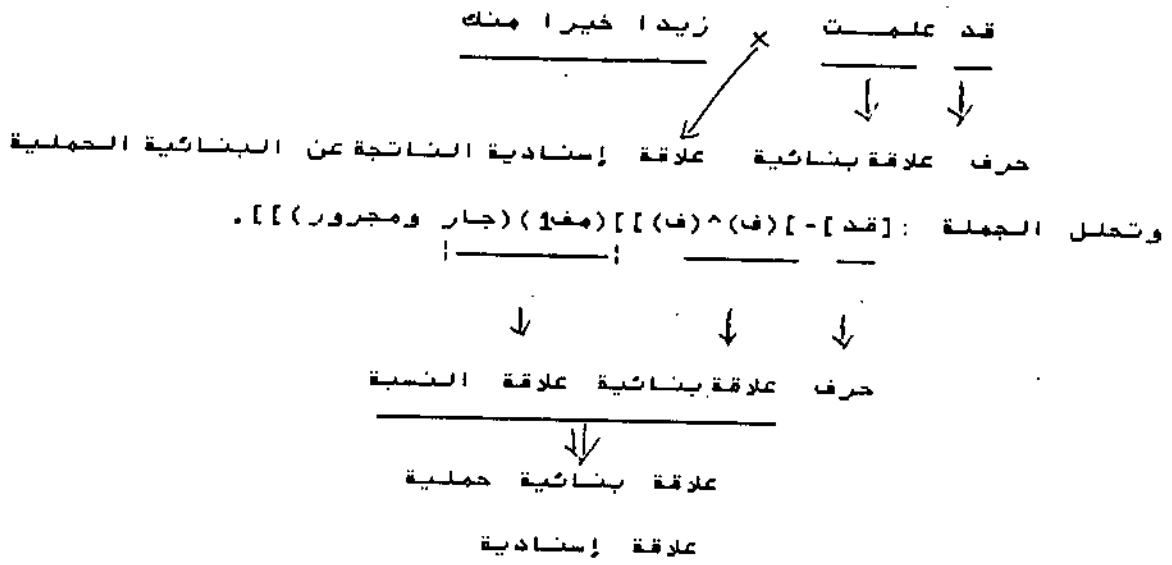 قد علمــت × زيدا خيرا منك
حرف علاقة بنائية علاقة إسنادية الناتجة عن البنائية الحملية
وتحلل الجملة :[قد ]-](ف)^(ف)[[](مف1)(جار ومجرور)[[.
حرف علاقة بنائية علاقة النسبة
علاقة بنائية حملية
علاقة إسنادية